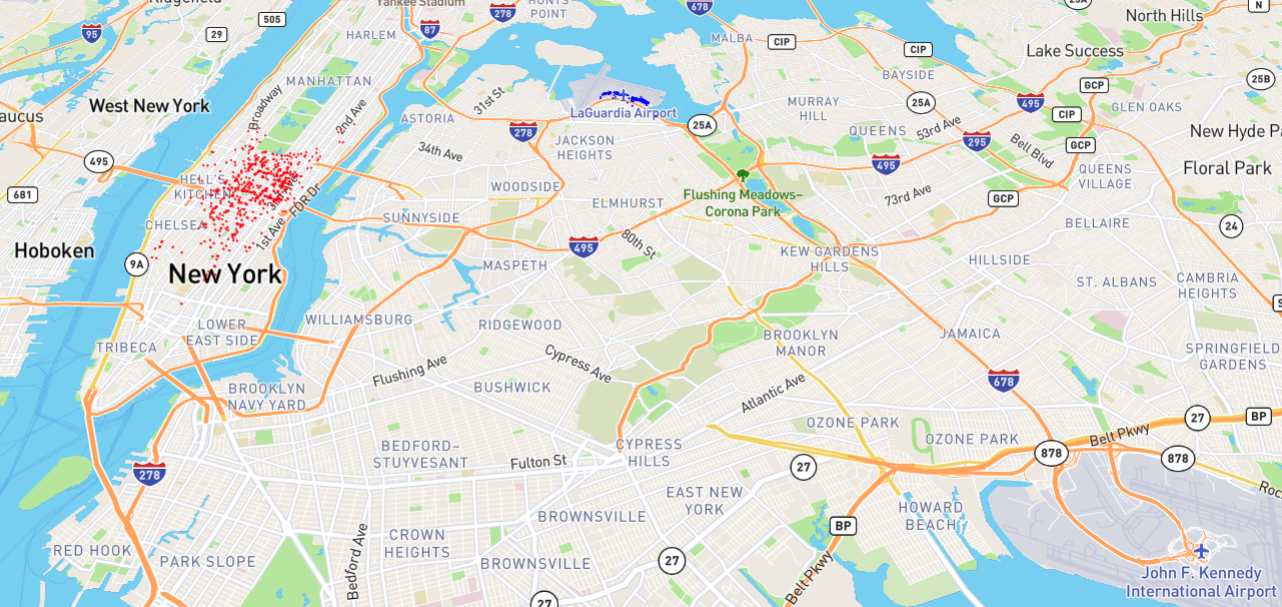 Ridgefield
Yankee Stadium
HUNTS
POINT
678
25A
N
95
505
29
278
87
HARLEM
MALBA
CIP
CIP
North Hills
Lake Success
MANHATTAN
BAYSIDE
GCP
25B
West New York
Broadway
2nd Ave
31st St
LaGuardia Airport
ASTORIA
278
25A
MURRAY
HILL
25A
495
CIP
GLEN OAKS
aucus
JACKSON
HEIGHTS
QUEENS
53rd Ave
295
Bell Blvd
GCP
New Hyde Pa
495
34th Ave
495
Floral Park
681
HELL'S
KITCHEN
3rd Ave
FDR Dr
WOODSIDE
ELMHURST
Flushing Meadows–
Corona Park
73rd Ave
GCP
QUEENS
VILLAGE
CHELSEA
1st Ave
SUNNYSIDE
BELLAIRE
24
Hoboken
9A
New York
495
80th St
MASPETH
KEW GARDENS
HILLS
HILLSIDE
ST. ALBANS
CAMBRIA
HEIGHTS
TRIBECA
LOWER
EAST SIDE
WILLIAMSBURG
RIDGEWOOD
BROOKLYN
MANOR
JAMAICA
SPRINGFIELD
GARDENS
Flushing Ave
Cypress Ave
BROOKLYN
NAVY YARD
BUSHWICK
Atlantic Ave
678
OZONE PARK
OZONE PARK
27
BP
278
BEDFORD–
STUYVESANT
Fulton St
CYPRESS
HILLS
27
878
Belt Pkwy
878
Roc
EAST NEW
YORK
HOWARD
BEACH
BP
RED HOOK
PARK SLOPE
Bedford Ave
CROWN
HEIGHTS
BROWNSVILLE
BROWNSVILLE
27
27
Belt Pkwy
John F. Kennedy
International Airport